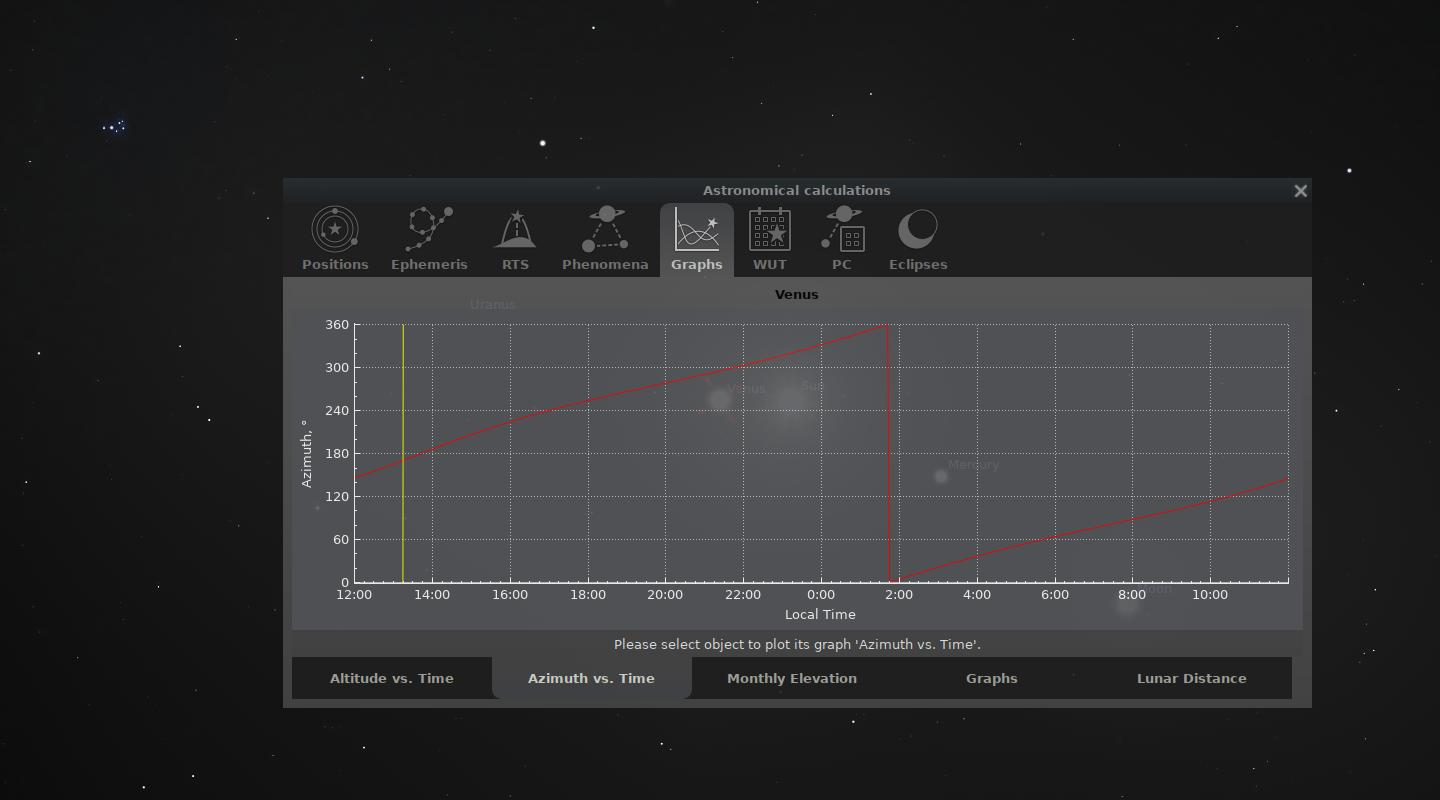 Astronomical calculations
Positions Ephemeris RTS Phenomena Graphs WUT PC Eclipses
Venus
Uranus
360
300
240
180
120
60
0
Azimuth, °
Venus
Sun
Mercury
12:00 14:00 16:00 18:00 20:00 22:00 0:00 2:00 4:00 6:00 8:00 10:00
Local Time
Please select object to plot its graph 'Azimuth vs. Time'.
Altitude vs. Time Azimuth vs. Time Monthly Elevation Graphs Lunar Distance